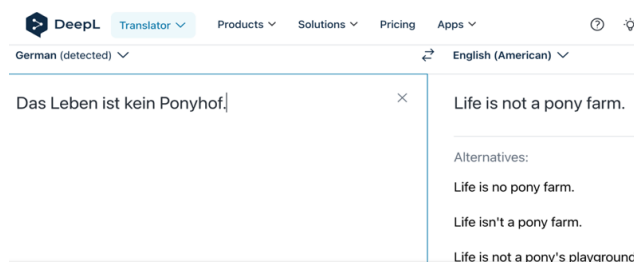 DeepL Translator Products Solutions Pricing Apps
German (detected) English (American)
Das Leben ist kein Ponyhof.
Life is not a pony farm.
Alternatives:
Life is no pony farm.
Life isn't a pony farm.
Life is not a pony's playground